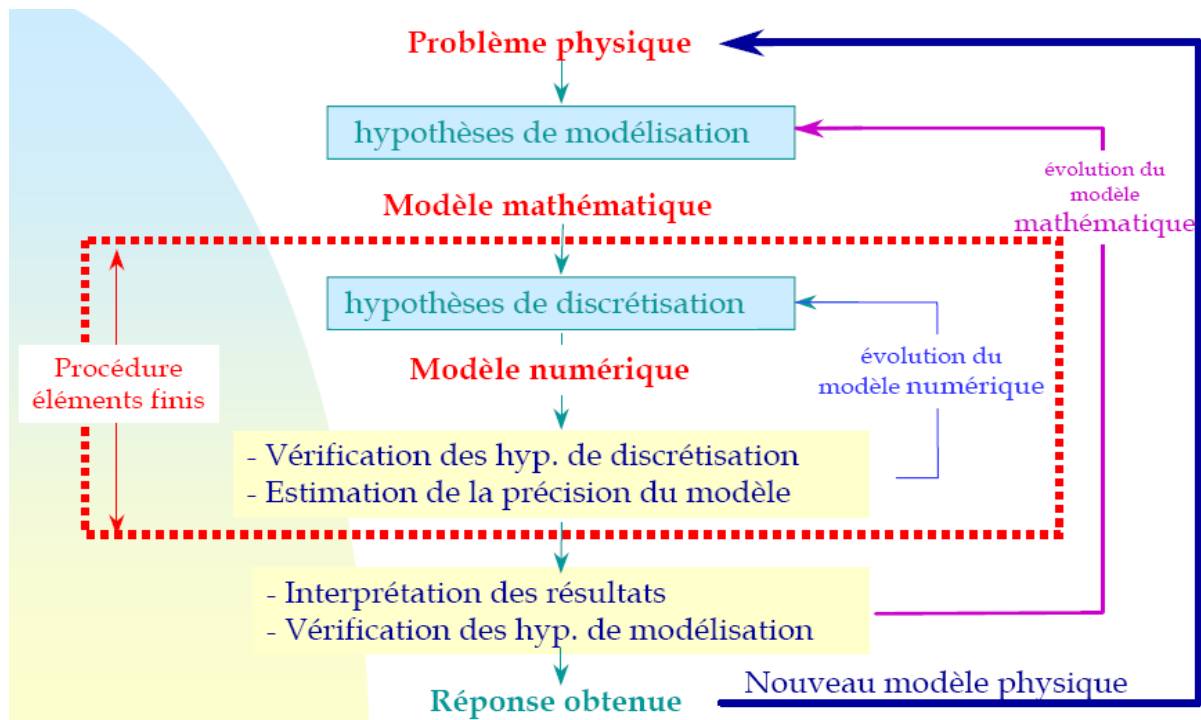 Problème physique
hypothèses de modélisation
évolution du
modèle
mathématique
Modèle mathématique
hypothèses de discrétisation
Procédure
éléments finis
Modèle numérique
évolution du
modèle numérique
- Vérification des hyp. de discrétisation
- Estimation de la précision du modèle
- Interprétation des résultats
- Vérification des hyp. de modélisation
Réponse obtenue
Nouveau modèle physique